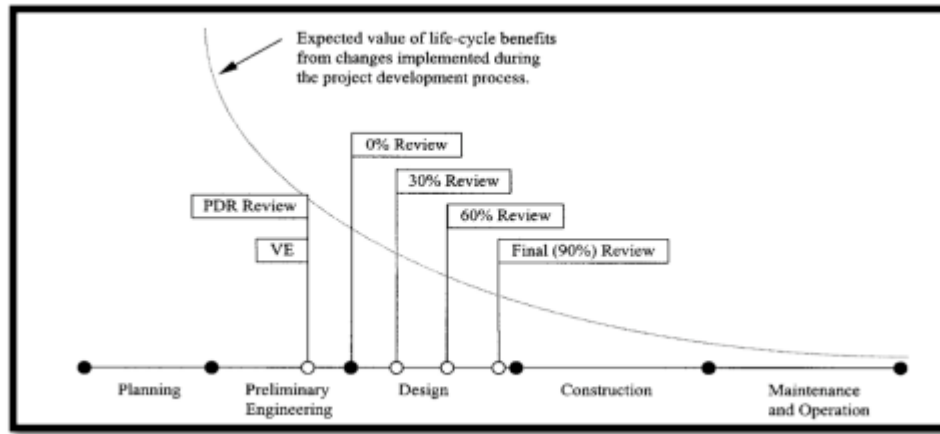 Expected value of life-cycle benefits
from changes implemented during
the project development process.
0% Review
30% Review
PDR Review
60% Review
VE
Final (90%) Review
Planning
Preliminary
Engineering
Design
Construction
Maintenance
and Operation